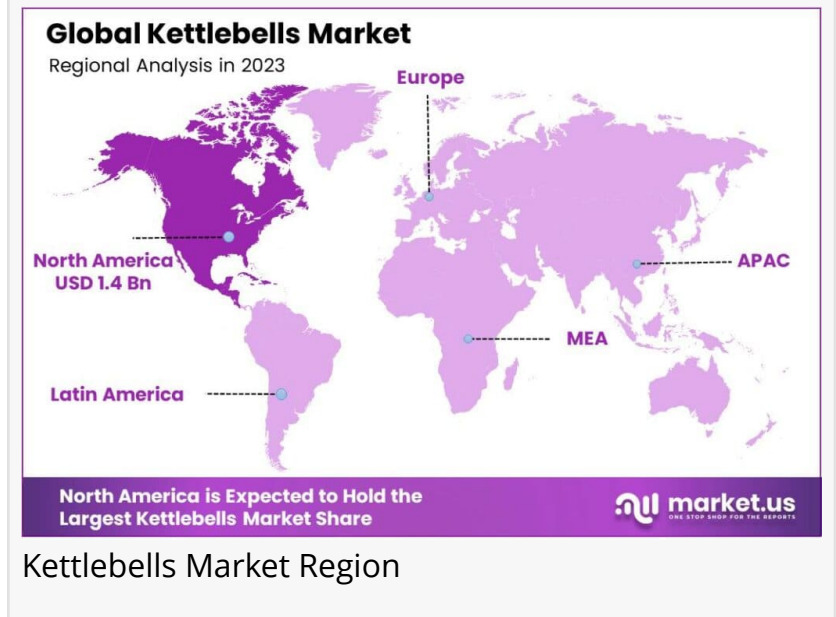 Global Kettlebells Market
Regional Analysis in 2023
Europe
North America
USD 1.4 Bn
APAC
MEA
Latin America
North America is Expected to Hold the
Largest Kettlebells Market Share
market.us
ONE STOP SHOP FOR THE REPORTS
Kettlebells Market Region